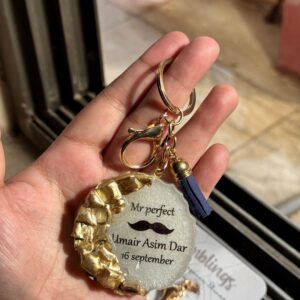 Mr perfect
Umair Asim Dar
16 september